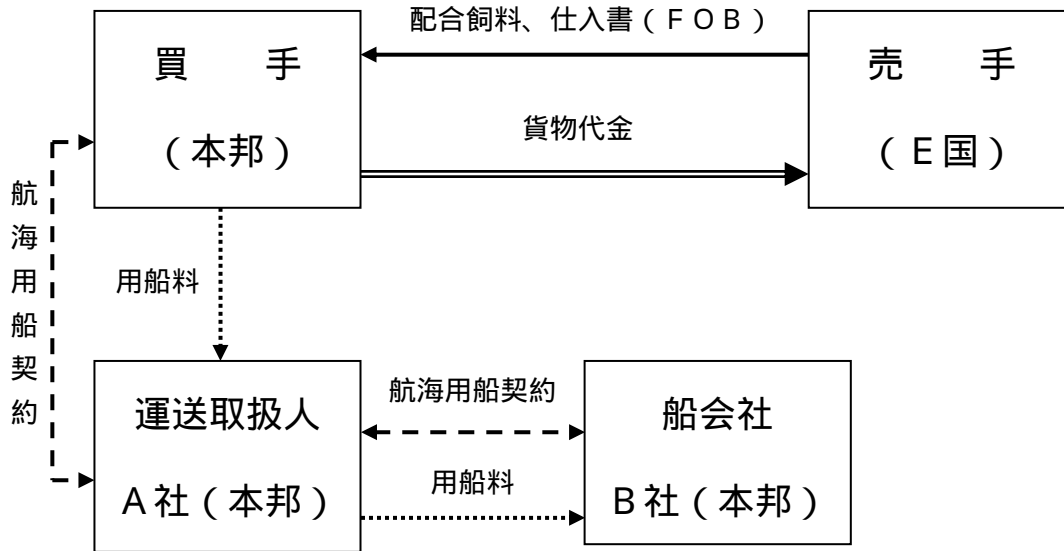 配合飼料、仕入書（ＦＯＢ）
買　　手
（本邦）
売　　手
（Ｅ国）
貨物代金
航海用船契約
用船料
運送取扱人
Ａ社（本邦）
航海用船契約
用船料
船会社
Ｂ社（本邦）